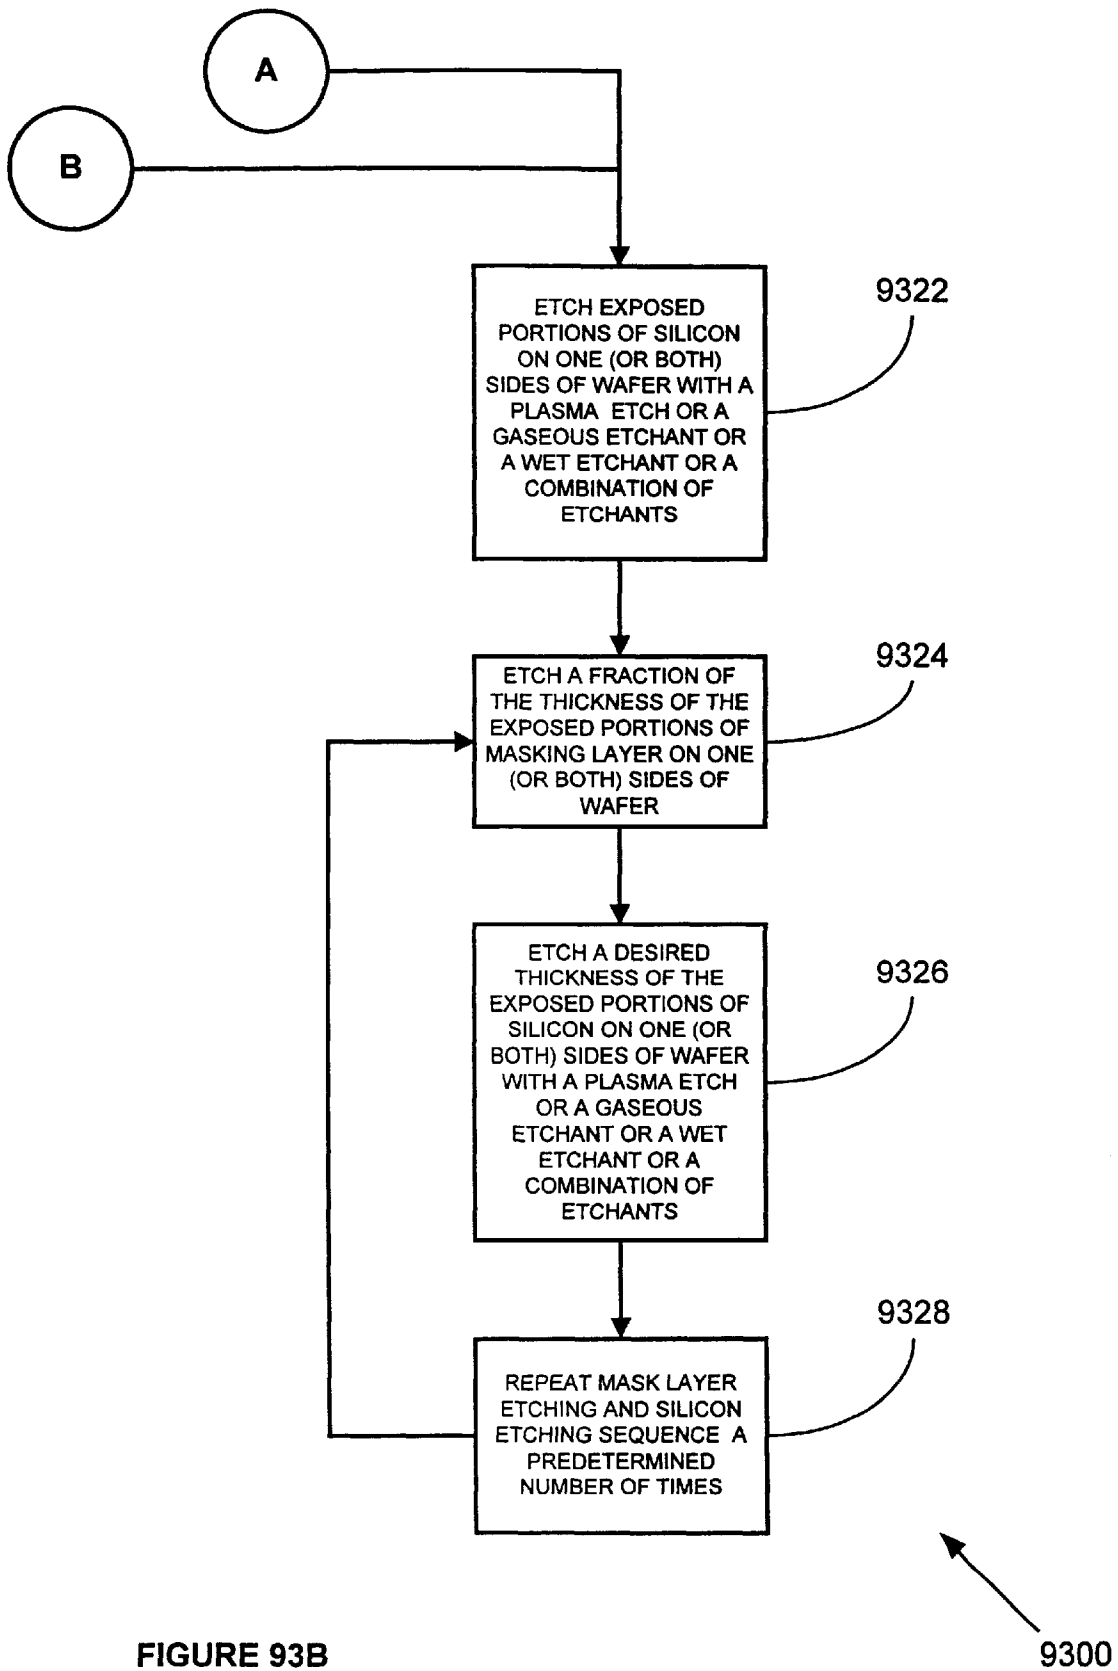 A
B
9322
ETCH EXPOSED
PORTIONS OF SILICON
ON ONE (OR BOTH)
SIDES OF WAFER WITH A
PLASMA ETCH OR A
GASEOUS ETCHANT OR
A WET ETCHANT OR A
COMBINATION OF
ETCHANTS
9324
ETCH A FRACTION OF
THE THICKNESS OF THE
EXPOSED PORTIONS OF
MASKING LAYER ON ONE
(OR BOTH) SIDES OF
WAFER
9326
ETCH A DESIRED
THICKNESS OF THE
EXPOSED PORTIONS OF
SILICON ON ONE (OR
BOTH) SIDES OF WAFER
WITH A PLASMA ETCH
OR A GASEOUS
ETCHANT OR A WET
ETCHANT OR A
COMBINATION OF
ETCHANTS
9328
REPEAT MASK LAYER
ETCHING AND SILICON
ETCHING SEQUENCE A
PREDETERMINED
NUMBER OF TIMES
FIGURE 93B
9300